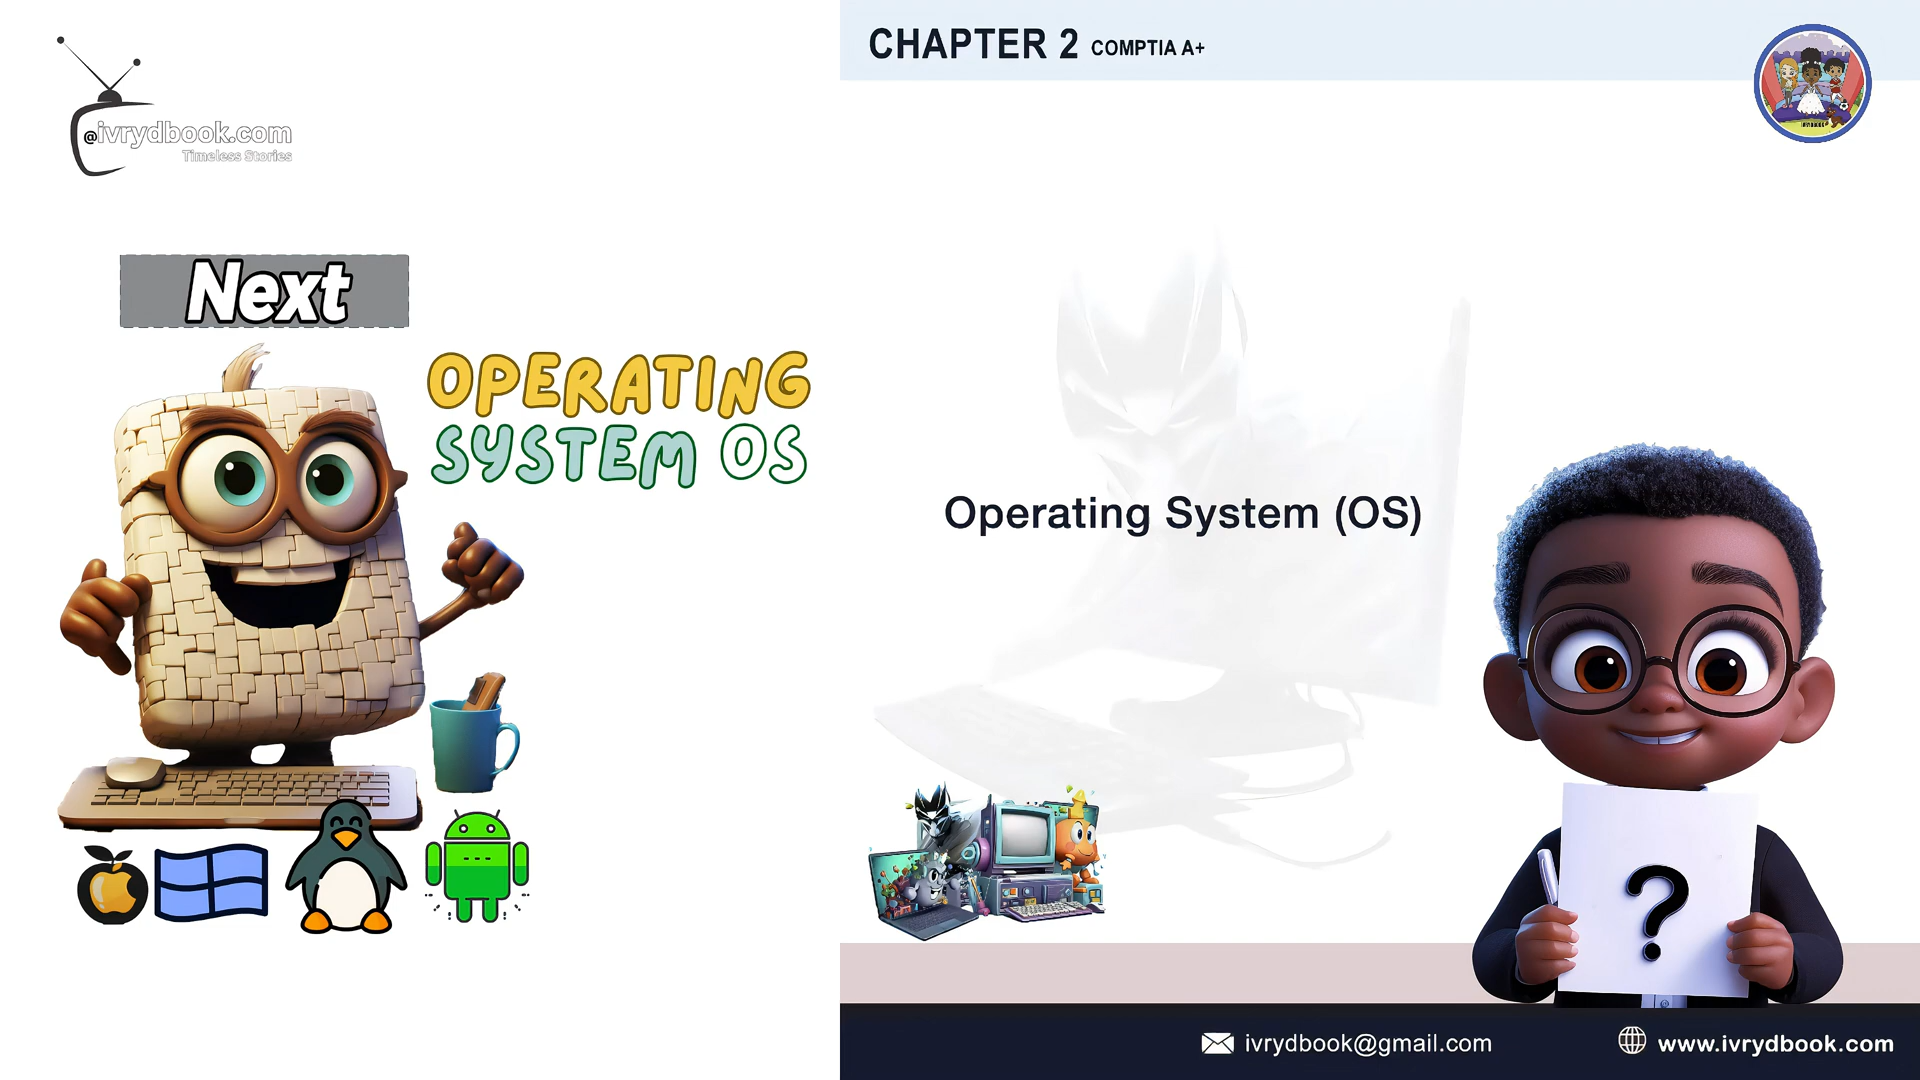 @ivrydbook.com
Timeless Stories
Next
OPERATING
SYSTEM OS
CHAPTER 2 COMPTIA A+
IVRYDBOOK
Operating System (OS)
?
ivrydbook@gmail.com
www.ivrydbook.com